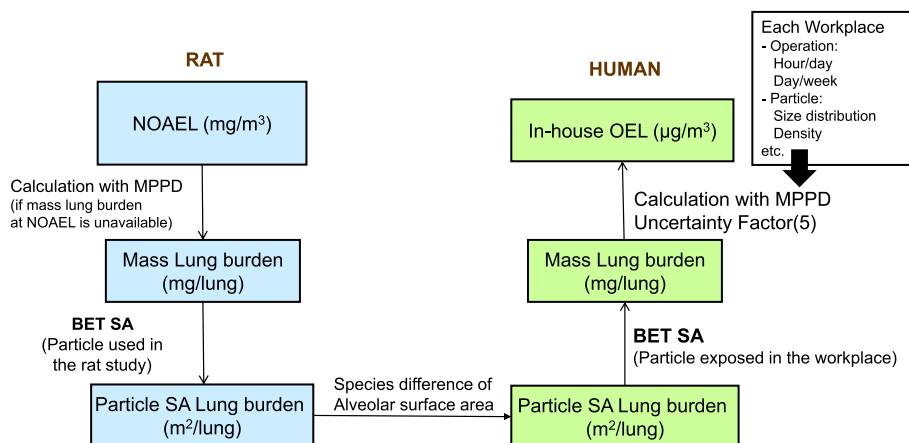 RAT
NOAEL (mg/m³)
Calculation with MPPD
(if mass lung burden
at NOAEL is unavailable)
Mass Lung burden
(mg/lung)
BET SA
(Particle used in
the rat study)
Particle SA Lung burden
(m²/lung)
Species difference of
Alveolar surface area
HUMAN
In-house OEL (µg/m³)
Each Workplace
- Operation:
Hour/day
Day/week
- Particle:
Size distribution
Density
etc.
Calculation with MPPD
Uncertainty Factor(5)
Mass Lung burden
(mg/lung)
BET SA
(Particle exposed in the workplace)
Particle SA Lung burden
(m²/lung)